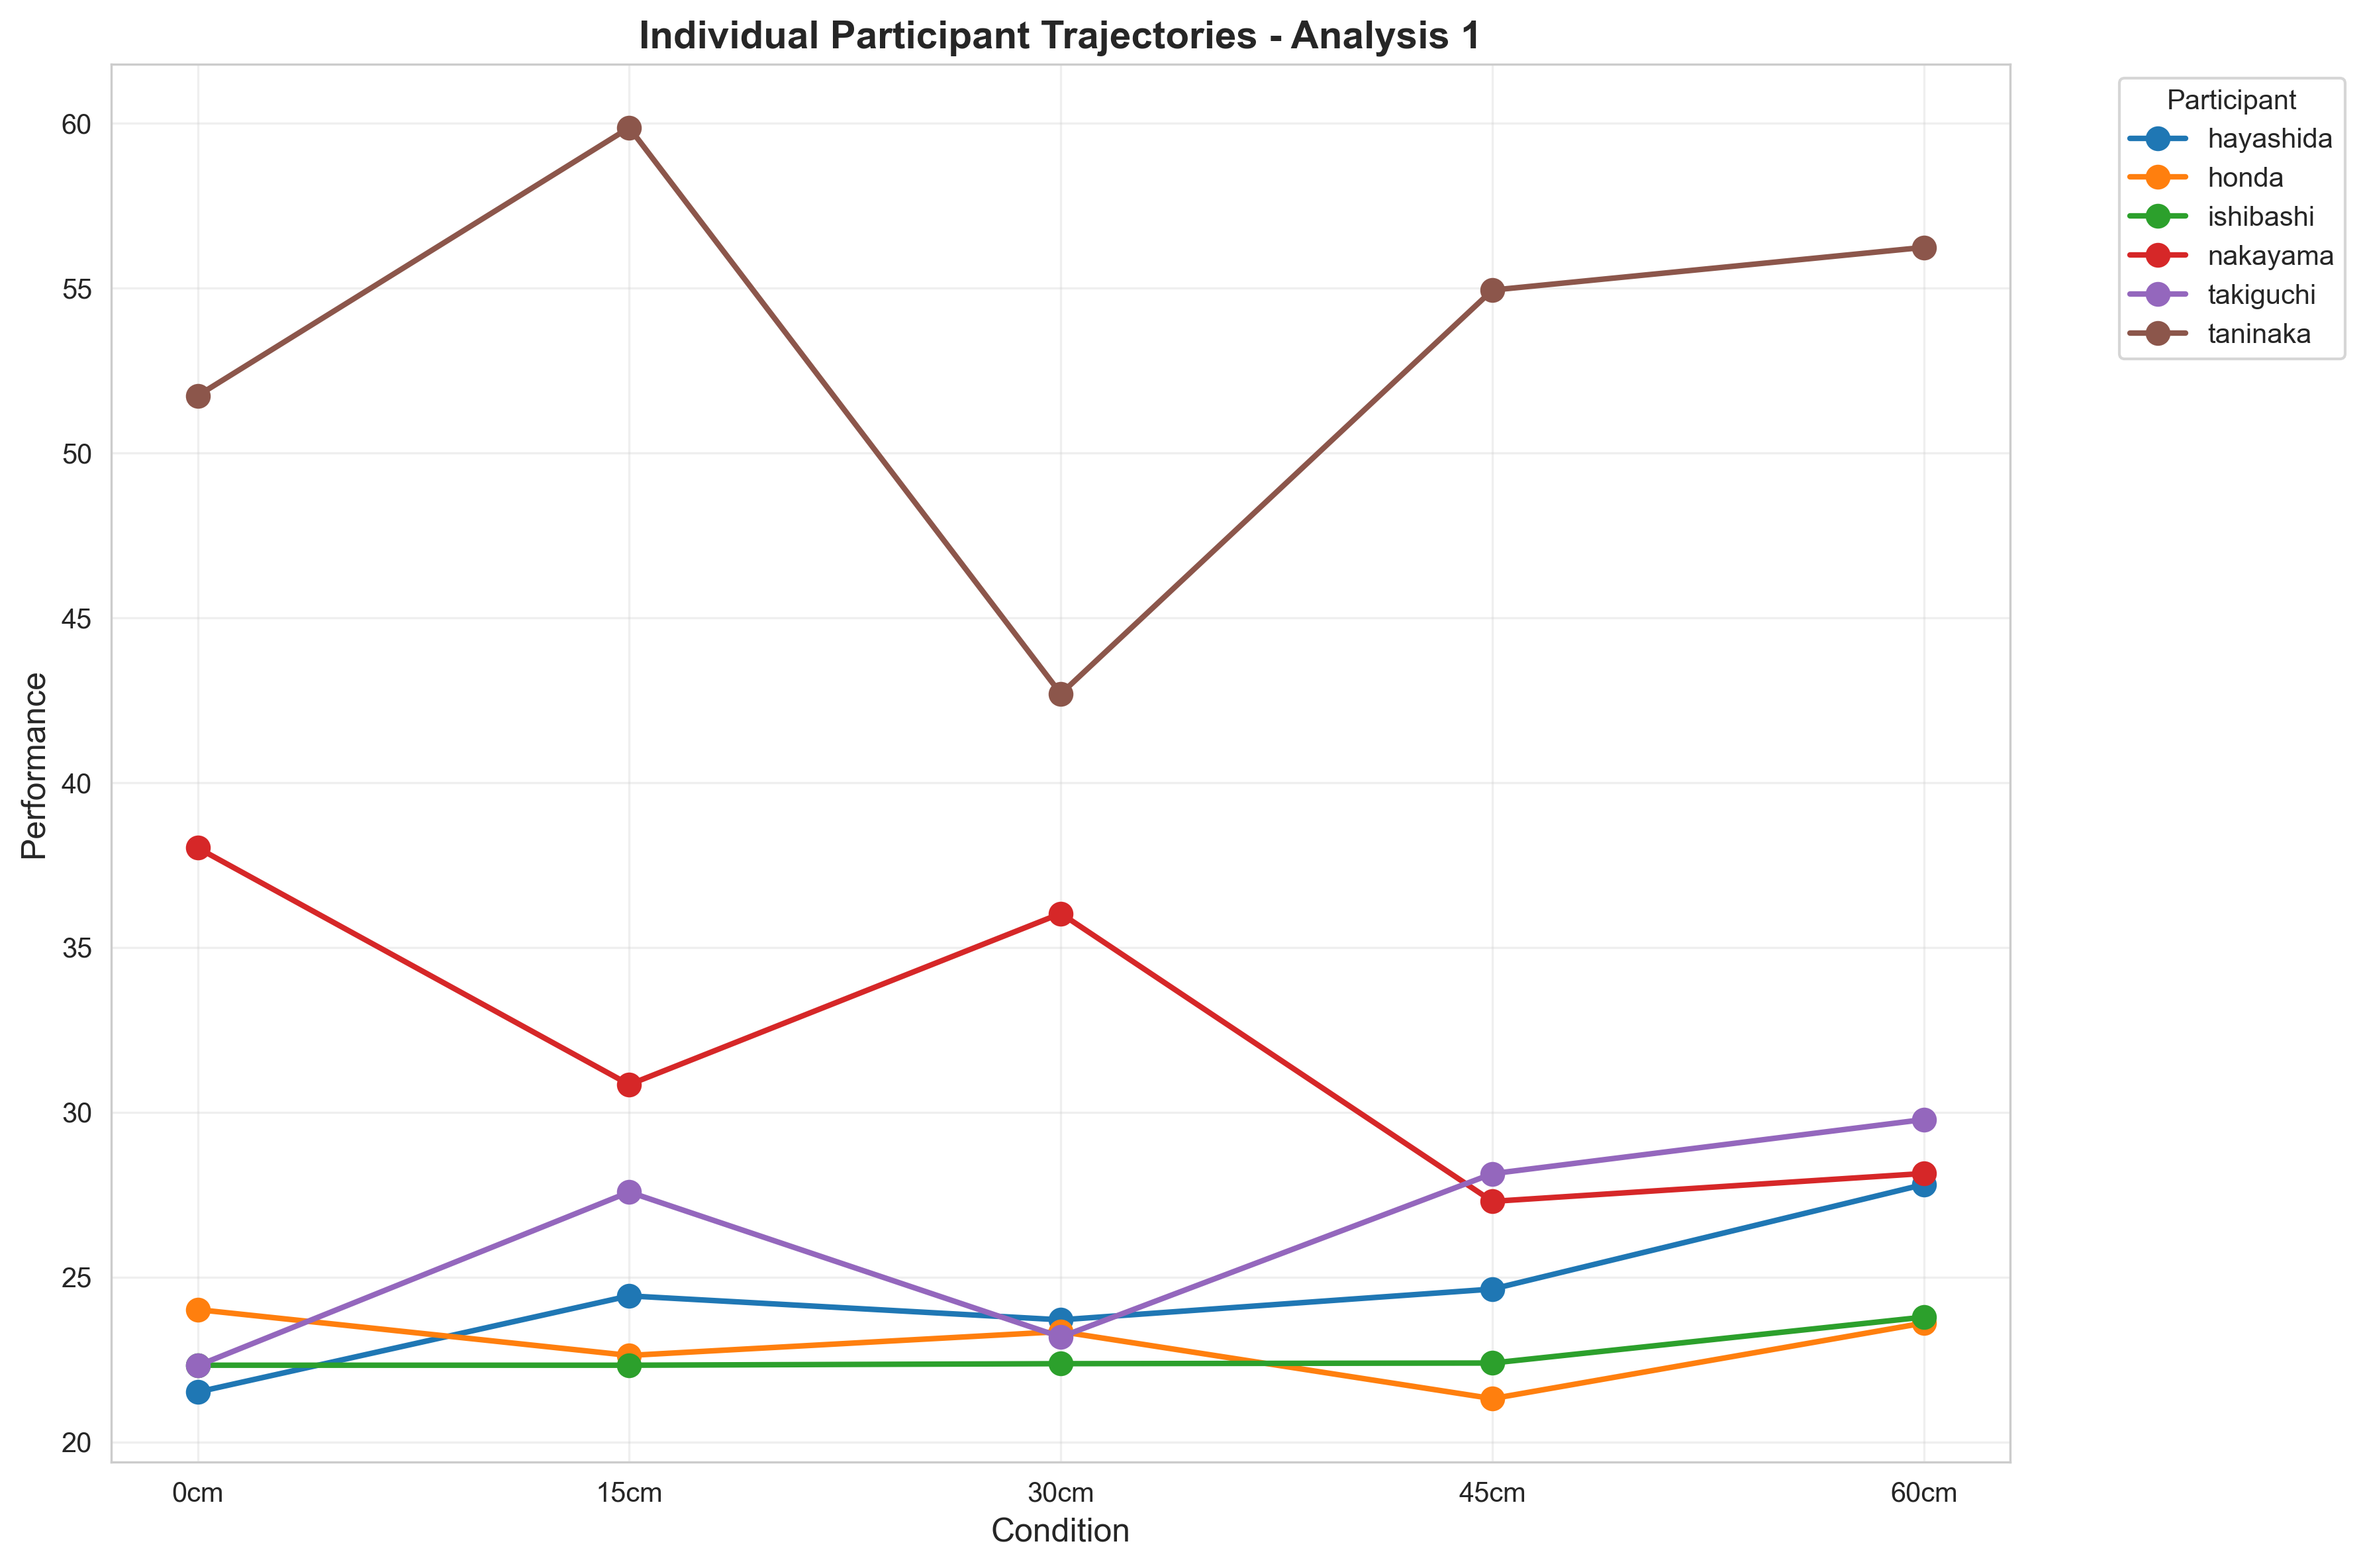 Individual Participant Trajectories - Analysis 1
Participant
hayashida
honda
ishibashi
nakayama
takiguchi
taninaka
Performance
60
55
50
45
40
35
30
25
20
0cm
15cm
30cm
45cm
60cm
Condition